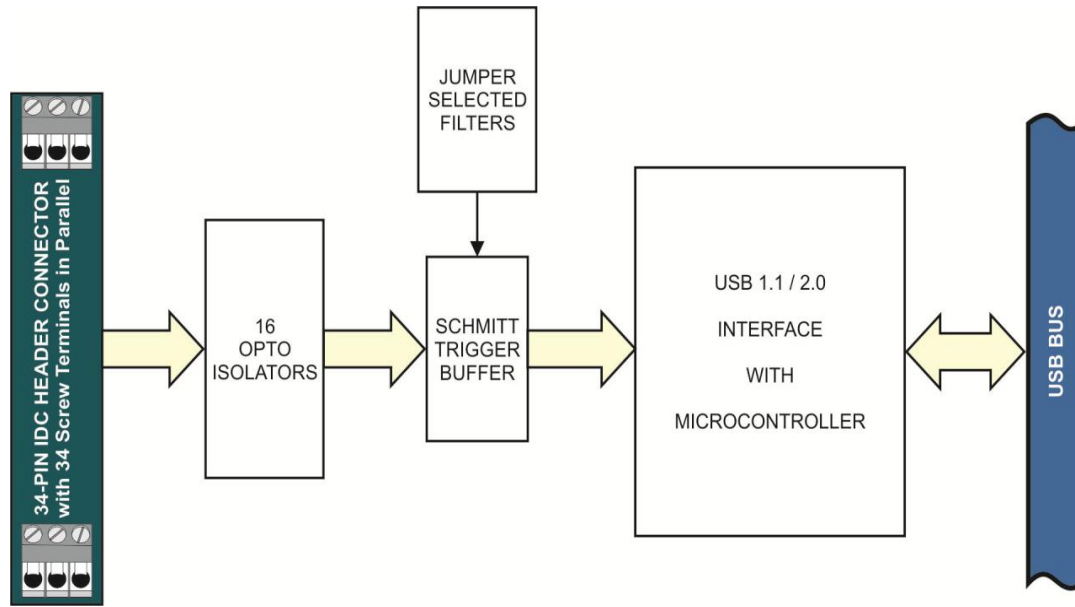 34-PIN IDC HEADER CONNECTOR
with 34 Screw Terminals in Parallel
16
OPTO
ISOLATORS
JUMPER
SELECTED
FILTERS
SCHMITT
TRIGGER
BUFFER
USB 1.1 / 2.0
INTERFACE
WITH
MICROCONTROLLER
USB BUS